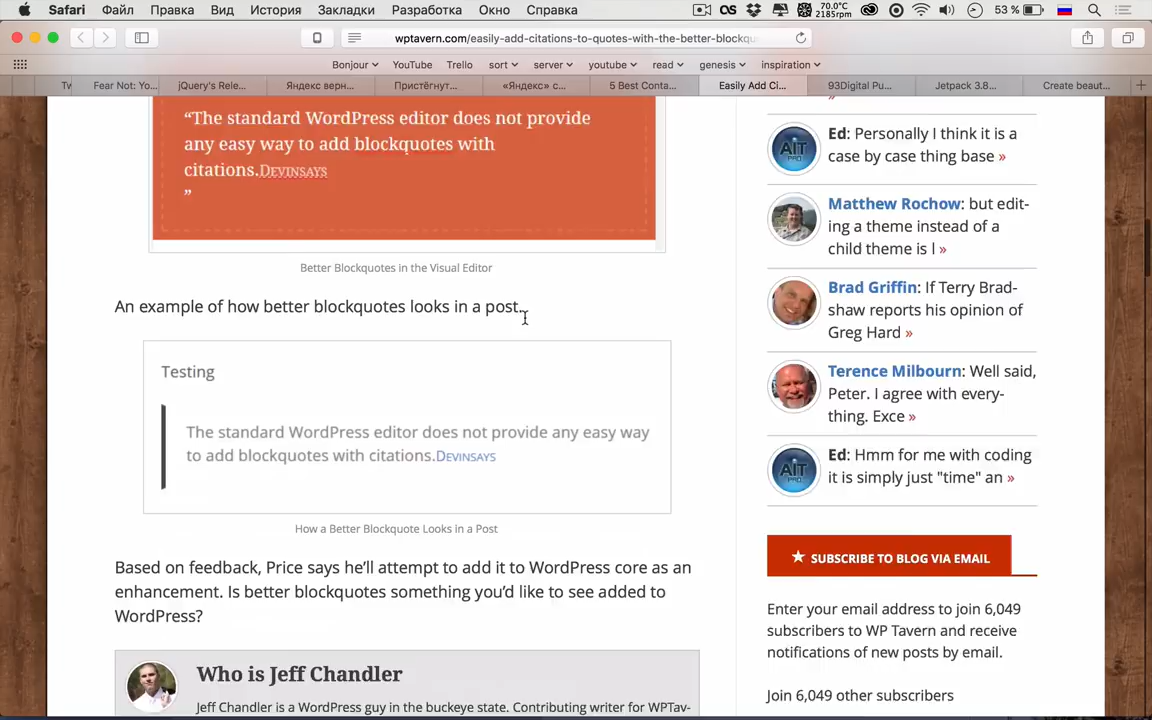 Safari Файл Правка Вид История Закладки Разработка Окно Справка
70.0°C
2185rpm
53 %
wptavern.com/easily-add-citations-to-quotes-with-the-better-blockqu
Bonjour YouTube Trello sort server youtube read genesis inspiration
Tw Fear Not: Yo... jQuery's Rele... Яндекс верн... Пристёгнут... «Яндекс» с... 5 Best Conta... Easily Add Ci... 93Digital Pu... Jetpack 3.8... Create beaut...
“The standard WordPress editor does not provide
any easy way to add blockquotes with
citations.DEVINSAYS
”
Better Blockquotes in the Visual Editor
An example of how better blockquotes looks in a post.
Testing
The standard WordPress editor does not provide any easy way
to add blockquotes with citations.DEVINSAYS
How a Better Blockquote Looks in a Post
Based on feedback, Price says he’ll attempt to add it to WordPress core as an
enhancement. Is better blockquotes something you’d like to see added to
WordPress?
Who is Jeff Chandler
Jeff Chandler is a WordPress guy in the buckeye state. Contributing writer for WPTav-
»
AIT
PRO
Ed: Personally I think it is a
case by case thing base »
Matthew Rochow: but edit-
ing a theme instead of a
child theme is l »
Brad Griffin: If Terry Brad-
shaw reports his opinion of
Greg Hard »
Terence Milbourn: Well said,
Peter. I agree with every-
thing. Exce »
AIT
PRO
Ed: Hmm for me with coding
it is simply just "time" an »
★ SUBSCRIBE TO BLOG VIA EMAIL
Enter your email address to join 6,049
subscribers to WP Tavern and receive
notifications of new posts by email.
Join 6,049 other subscribers